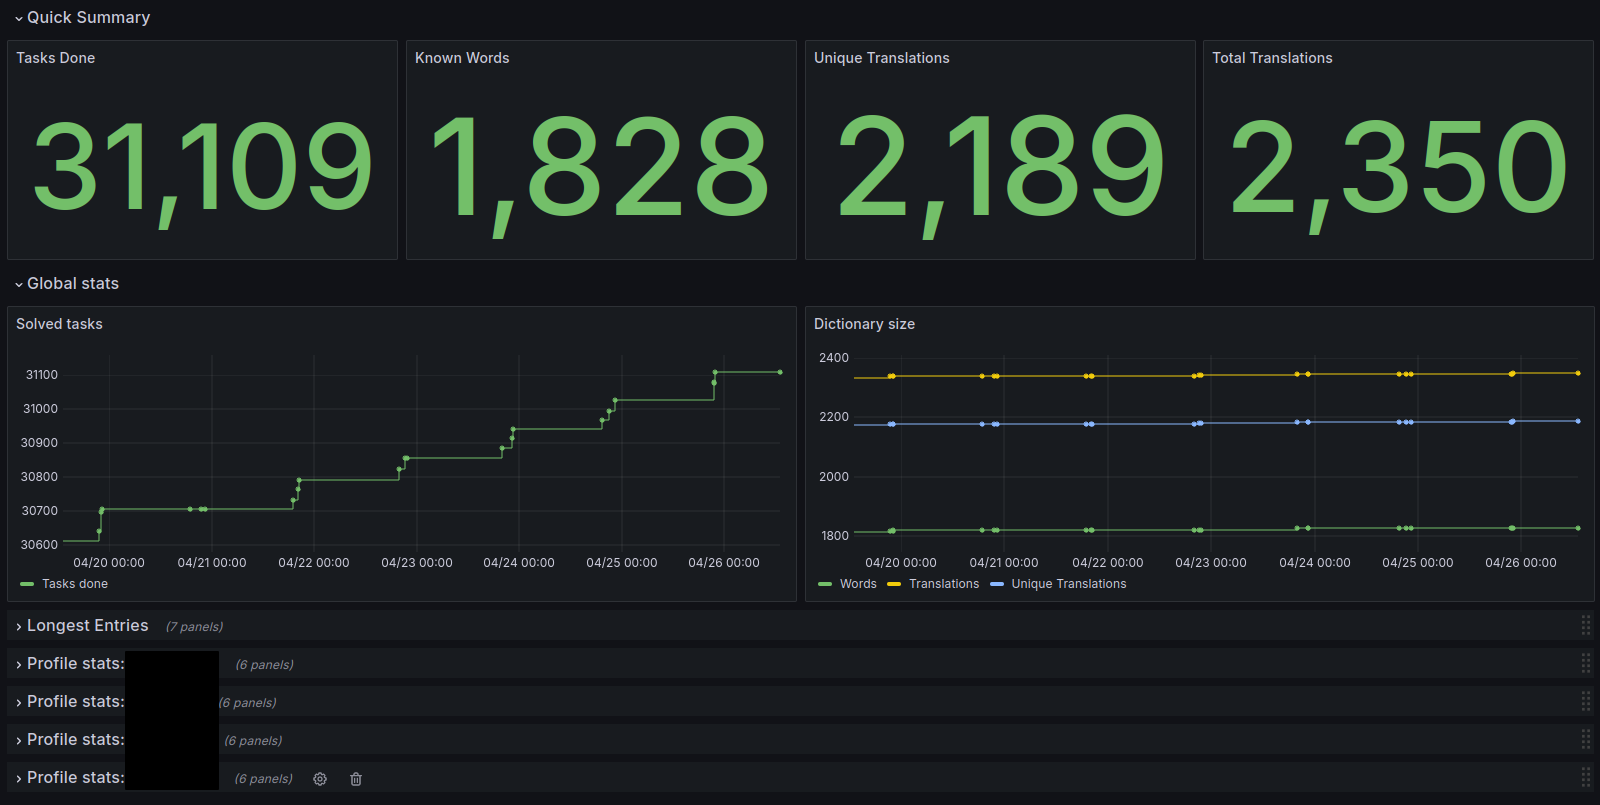 Quick Summary
Tasks Done
31,109
Known Words
1,828
Unique Translations
2,189
Total Translations
2,350
Global stats
Solved tasks
31100
31000
30900
30800
30700
30600
04/20 00:00 04/21 00:00 04/22 00:00 04/23 00:00 04/24 00:00 04/25 00:00 04/26 00:00
Tasks done
Dictionary size
2400
2200
2000
1800
04/20 00:00 04/21 00:00 04/22 00:00 04/23 00:00 04/24 00:00 04/25 00:00 04/26 00:00
Words Translations Unique Translations
Longest Entries (7 panels)
Profile stats: (6 panels)
Profile stats: (6 panels)
Profile stats: (6 panels)
Profile stats: (6 panels)